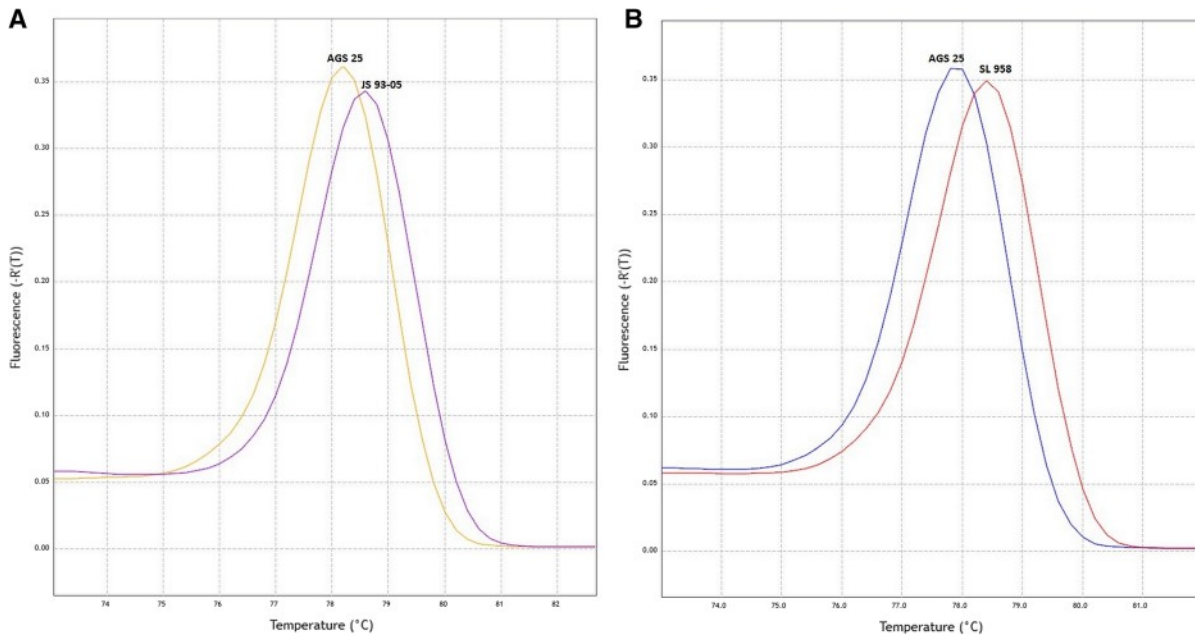 A
AGS 25
JS 93-05
0.35
0.30
0.25
0.20
0.15
0.10
0.05
0.00
Fluorescence (-R'(T))
74 75 76 77 78 79 80 81 82
Temperature (°C)
B
AGS 25
SL 958
0.15
0.30
0.25
0.20
0.15
0.10
0.05
0.00
Fluorescence (-R'(T))
74.0 75.0 76.0 77.0 78.0 79.0 80.0 81.0
Temperature (°C)